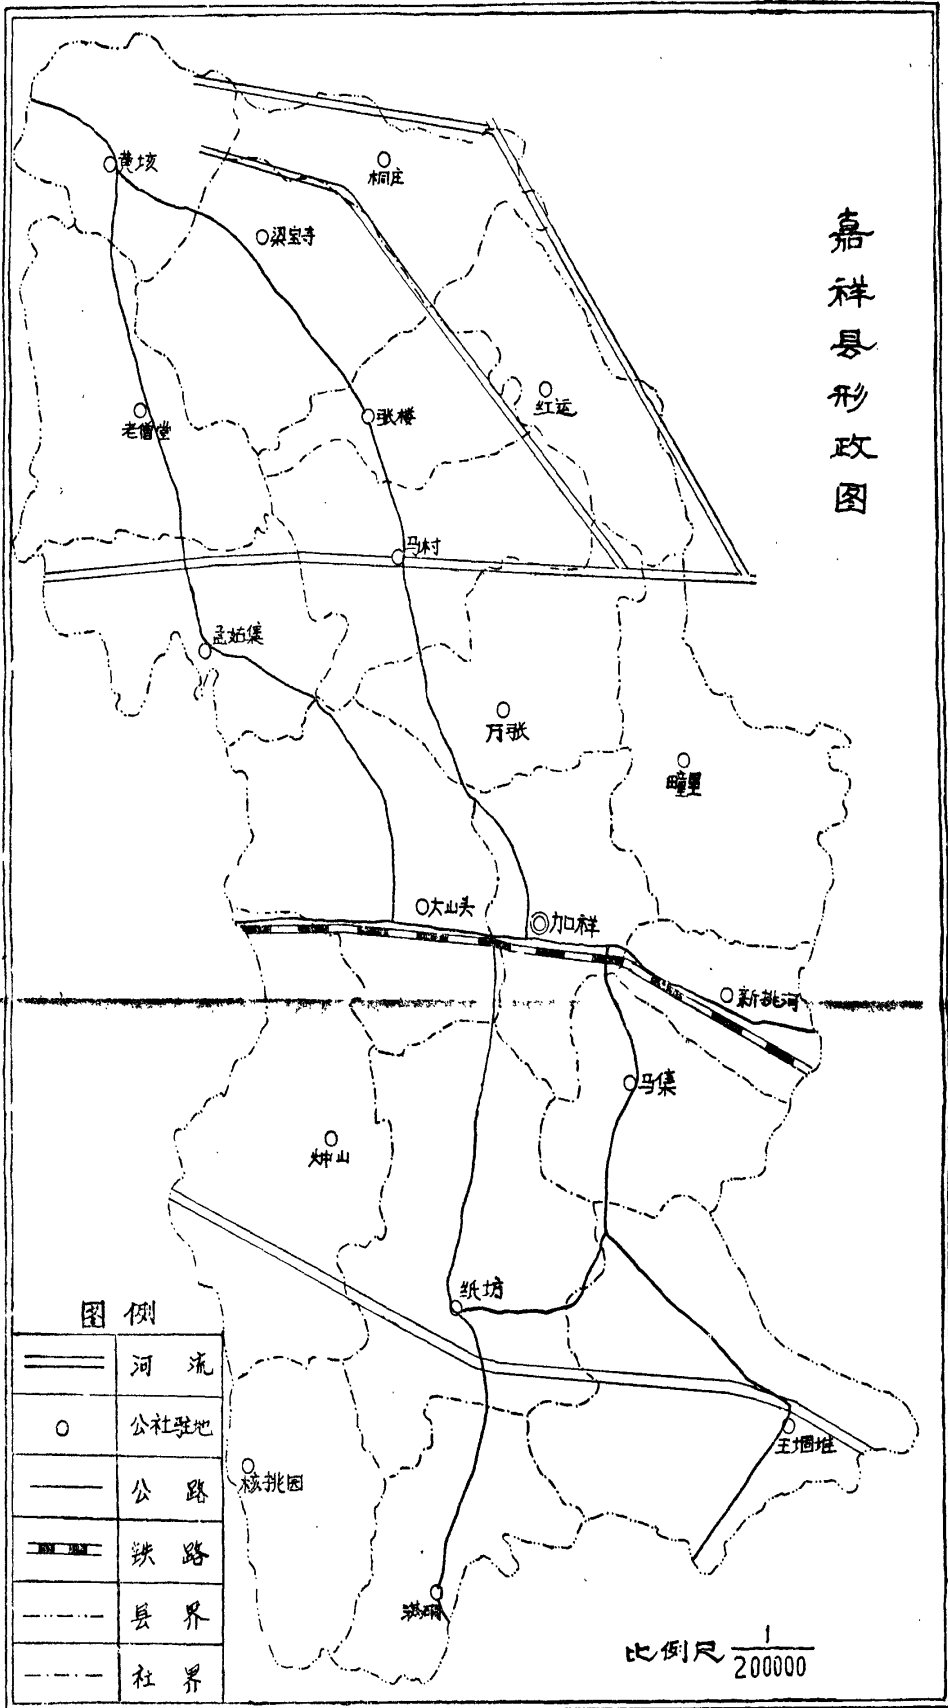 嘉祥县形政图
黄垓
桐庄
梁宝寺
红运
张楼
老僧堂
马村
孟姑集
万张
疃里
大山头
加祥
新挑河
马集
仲山
纸坊
王堌堆
核挑园
满硐
图例
河流
公社驻地
公路
铁路
县界
社界
比例尺 1/200000